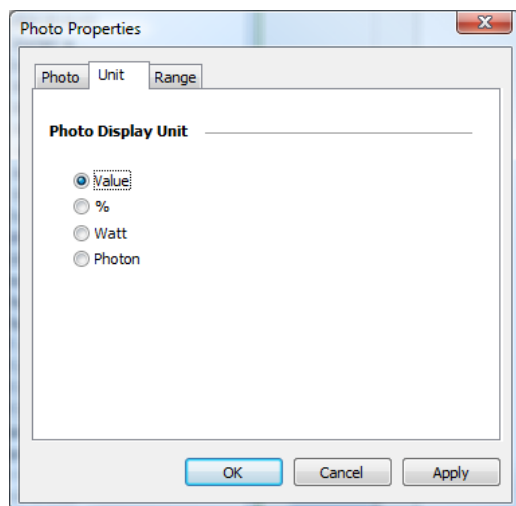 Photo Properties
Photo Unit Range
Photo Display Unit
Value
%
Watt
Photon
OK Cancel Apply